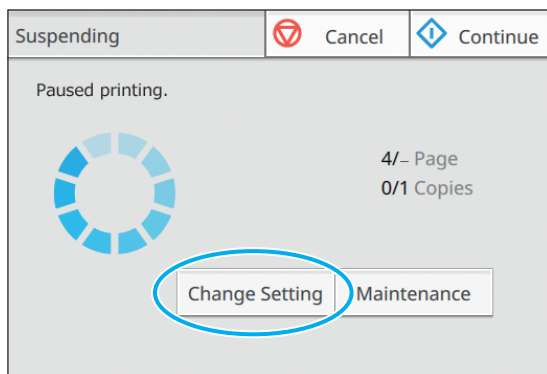 Suspending
Cancel
Continue
Paused printing.
4/– Page
0/1 Copies
Change Setting
Maintenance